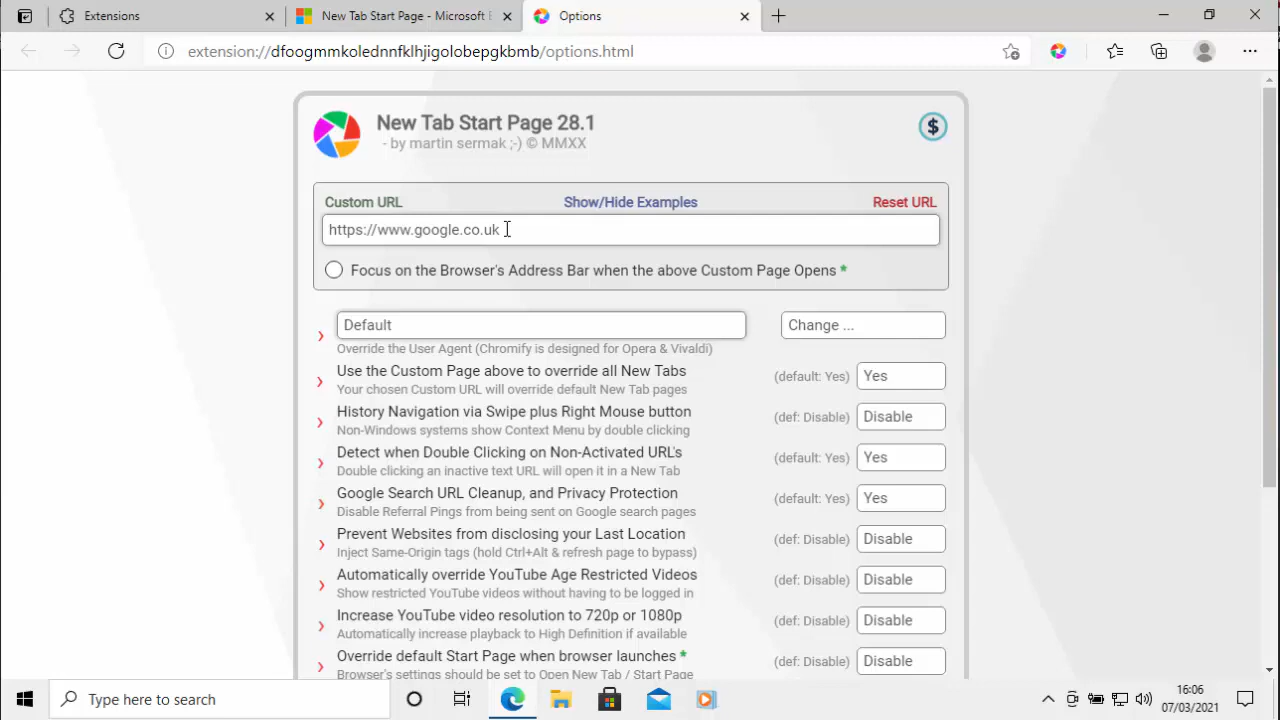 Extensions
New Tab Start Page - Microsoft E
Options
extension://dfoogmmkolednnfklhjigolobepgkbmb/options.html
New Tab Start Page 28.1
- by martin sermak ;-) © MMXX
Custom URL
Show/Hide Examples
Reset URL
https://www.google.co.uk
Focus on the Browser's Address Bar when the above Custom Page Opens *
Default
Change ...
Override the User Agent (Chromify is designed for Opera & Vivaldi)
Use the Custom Page above to override all New Tabs
(default: Yes)
Yes
Your chosen Custom URL will override default New Tab pages
History Navigation via Swipe plus Right Mouse button
(def: Disable)
Disable
Non-Windows systems show Context Menu by double clicking
Detect when Double Clicking on Non-Activated URL's
(default: Yes)
Yes
Double clicking an inactive text URL will open it in a New Tab
Google Search URL Cleanup, and Privacy Protection
(default: Yes)
Yes
Disable Referral Pings from being sent on Google search pages
Prevent Websites from disclosing your Last Location
(def: Disable)
Disable
Inject Same-Origin tags (hold Ctrl+Alt & refresh page to bypass)
Automatically override YouTube Age Restricted Videos
(def: Disable)
Disable
Show restricted YouTube videos without having to be logged in
Increase YouTube video resolution to 720p or 1080p
(def: Disable)
Disable
Automatically increase playback to High Definition if available
Override default Start Page when browser launches *
(def: Disable)
Disable
Browser's settings should be set to Open New Tab / Start Page
Type here to search
16:06
07/03/2021